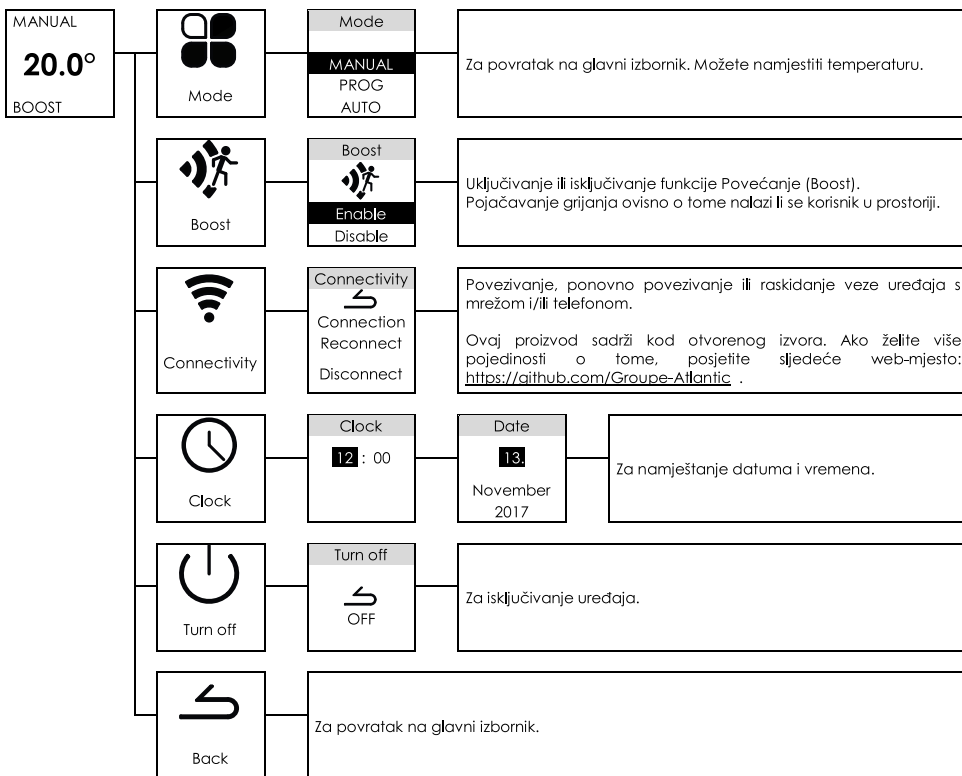 MANUAL
20.0°
BOOST
Mode
Mode
MANUAL
PROG
AUTO
Za povratak na glavni izbornik. Možete namjestiti temperaturu.
Boost
Boost
Enable
Disable
Uključivanje ili isključivanje funkcije Povećanje (Boost).
Pojačavanje grijanja ovisno o tome nalazi li se korisnik u prostoriji.
Connectivity
Connectivity
Connection
Reconnect
Disconnect
Povezivanje, ponovno povezivanje ili raskidanje veze uređaja s
mrežom i/ili telefonom.
Ovaj proizvod sadrži kod otvorenog izvora. Ako želite više
pojedinosti o tome, posjetite sljedeće web-mjesto:
https://github.com/Groupe-Atlantic .
Clock
Clock
12 : 00
Date
13.
November
2017
Za namještanje datuma i vremena.
Turn off
Turn off
OFF
Za isključivanje uređaja.
Back
Za povratak na glavni izbornik.